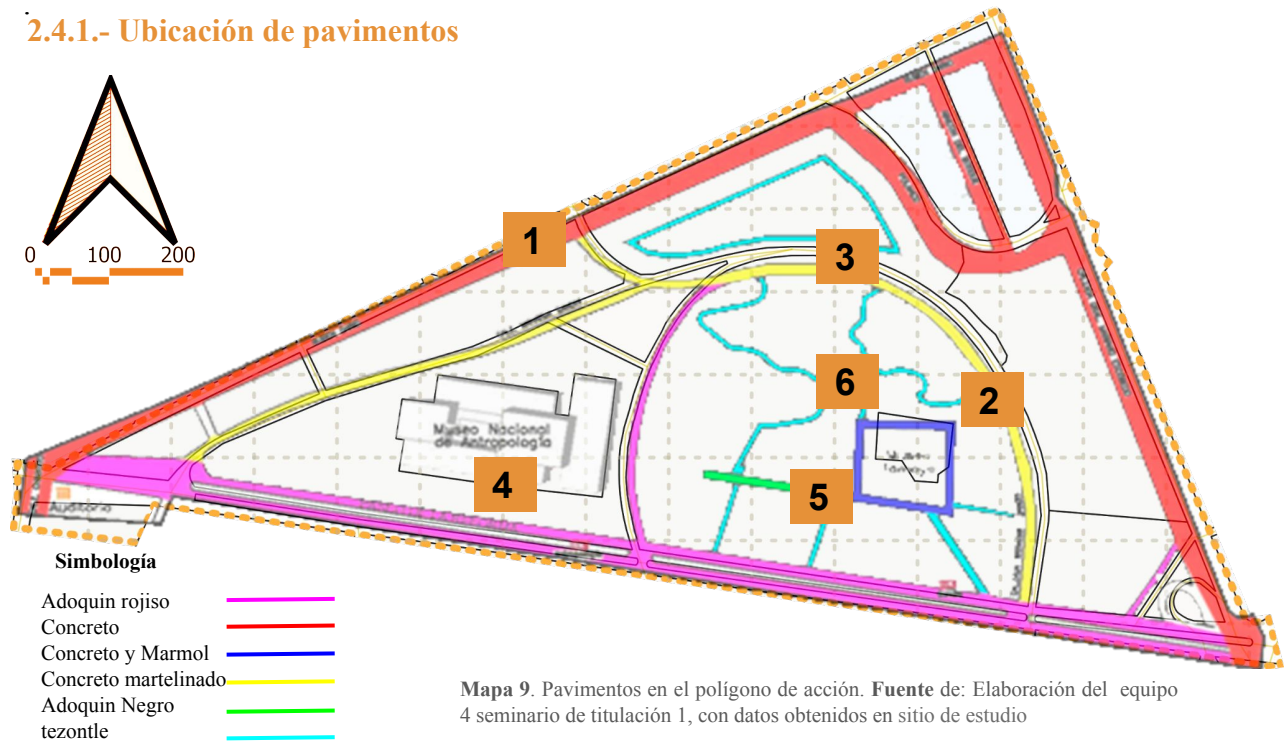 2.4.1.- Ubicación de pavimentos
0 100 200
1
3
6
2
Museo Nacional
de Antropología
4
5
Auditorio
Simbología
Adoquin rojiso
Concreto
Concreto y Marmol
Concreto martelinado
Adoquin Negro
tezontle
Mapa 9. Pavimentos en el polígono de acción. Fuente de: Elaboración del equipo
4 seminario de titulación 1, con datos obtenidos en sitio de estudio